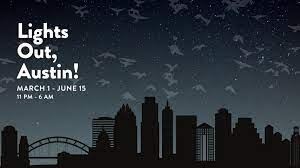 Lights
Out,
Austin!
MARCH 1 - JUNE 15
11 PM - 6 AM